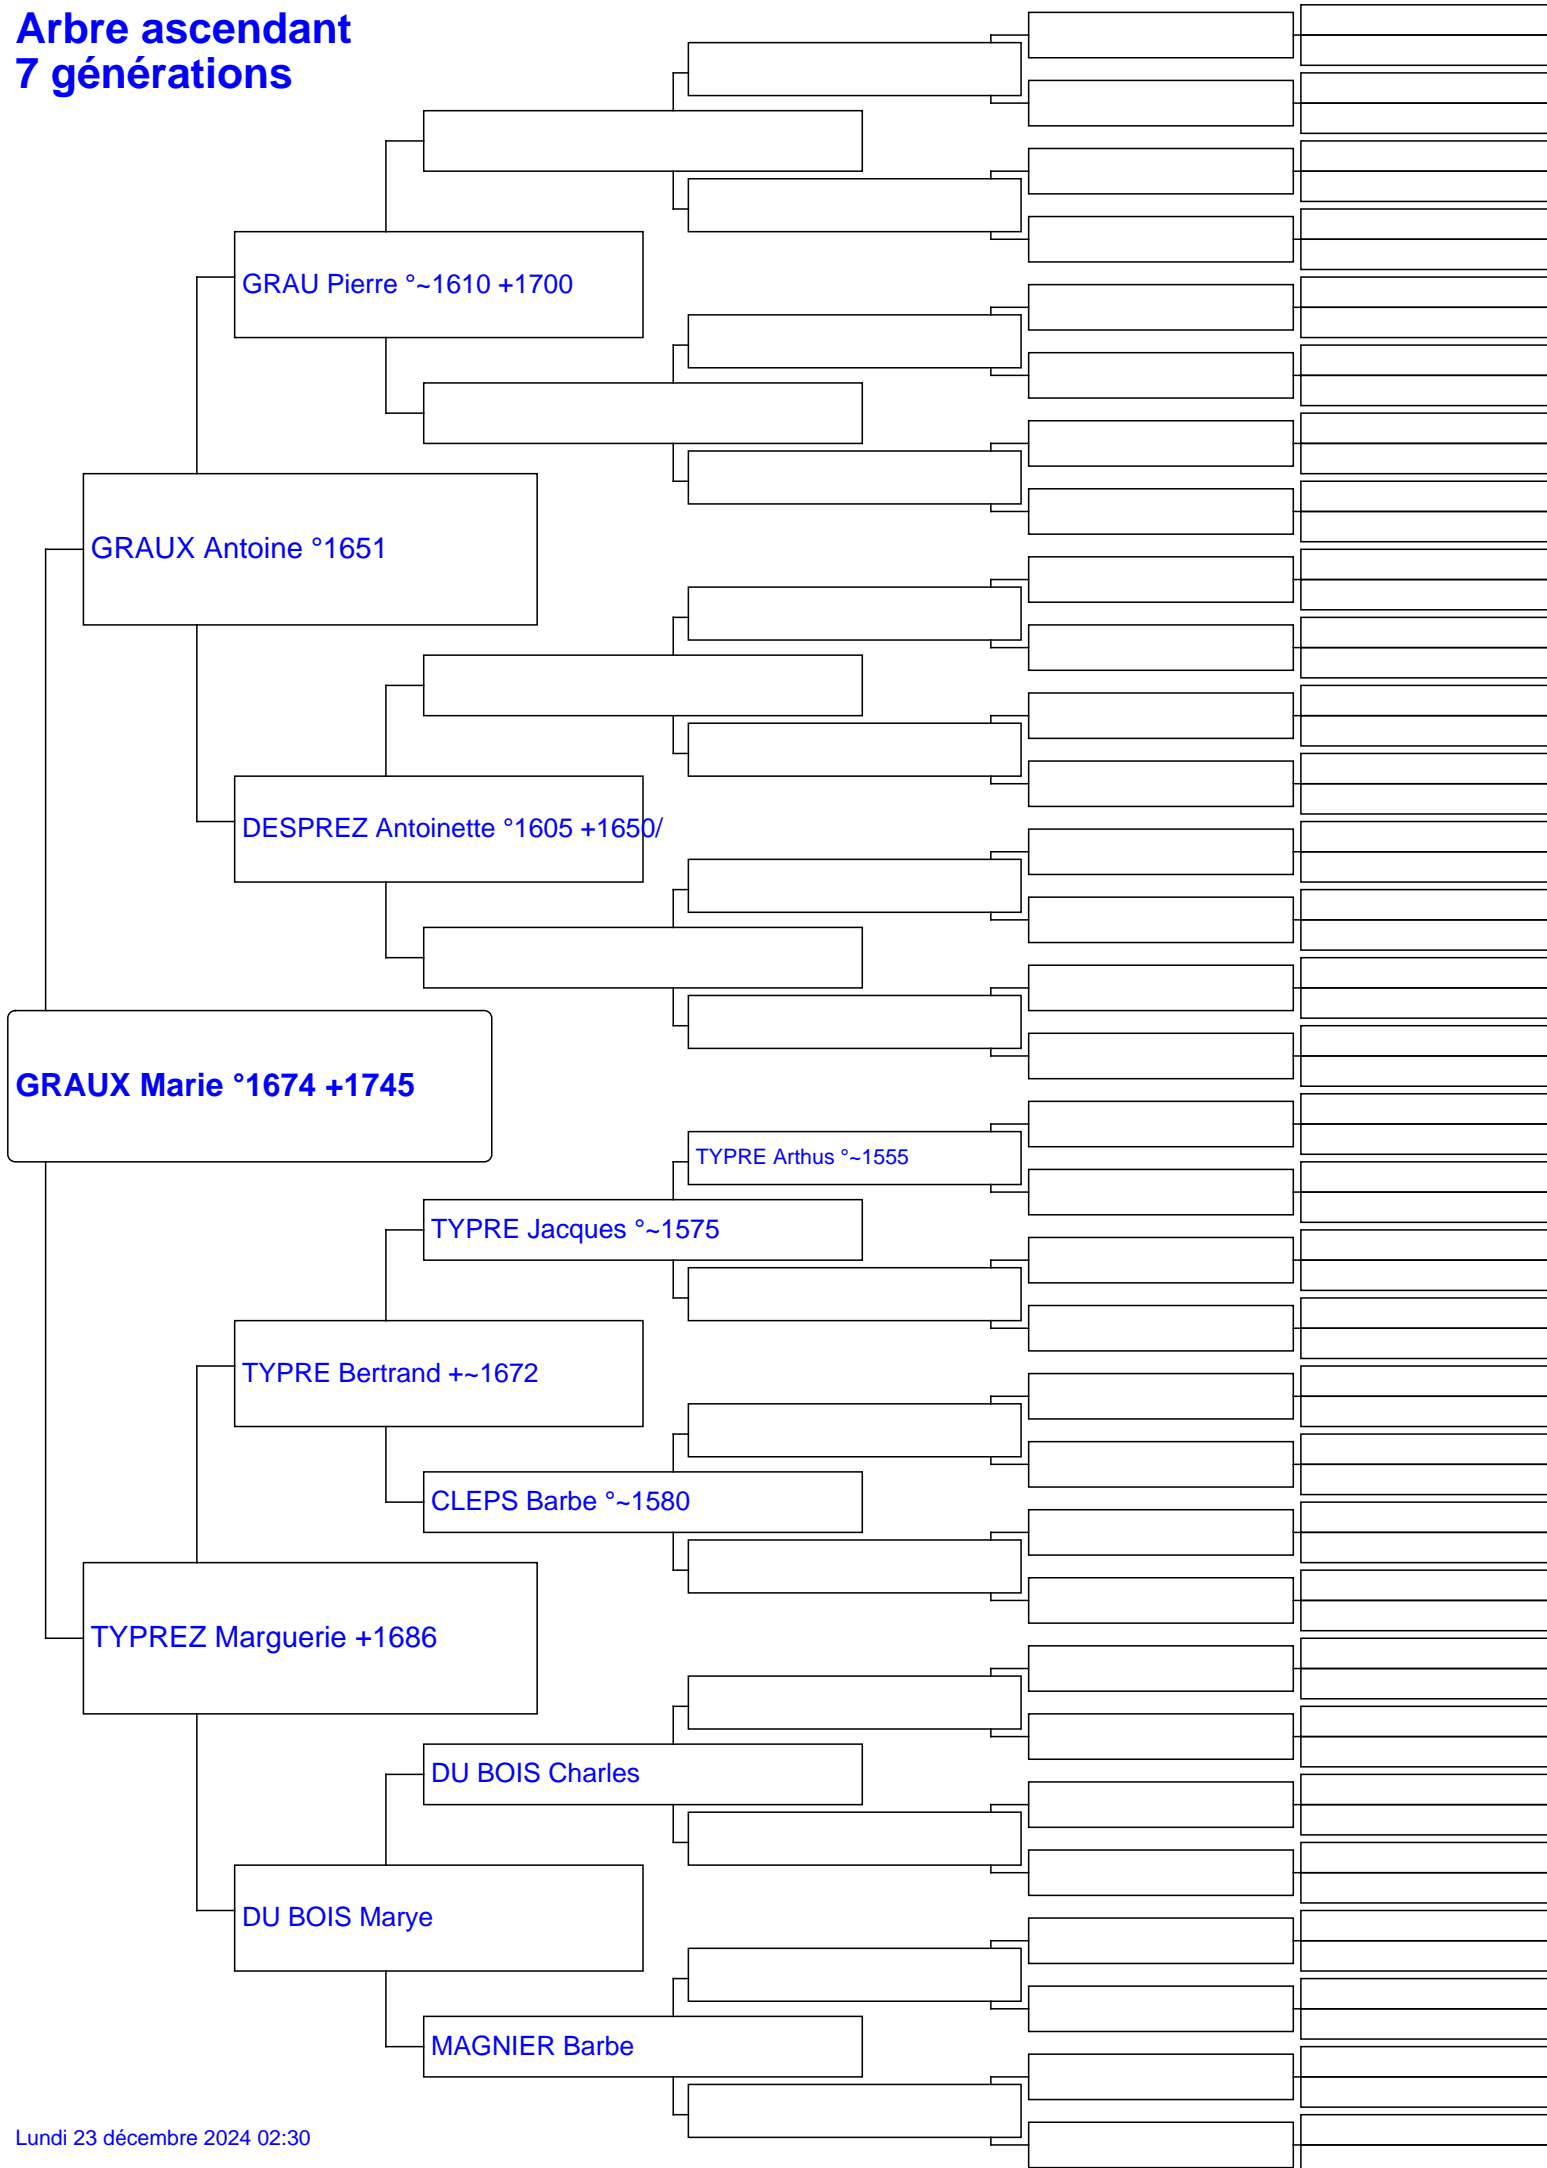 Arbre ascendant
7 générations
GRAU Pierre °~1610 +1700
GRAUX Antoine °1651
DESPREZ Antoinette °1605 +1650/
GRAUX Marie °1674 +1745
TYPRE Arthus °~1555
TYPRE Jacques °~1575
TYPRE Bertrand +~1672
CLEPS Barbe °~1580
TYPREZ Marguerie +1686
DU BOIS Charles
DU BOIS Marye
MAGNIER Barbe
Lundi 23 décembre 2024 02:30